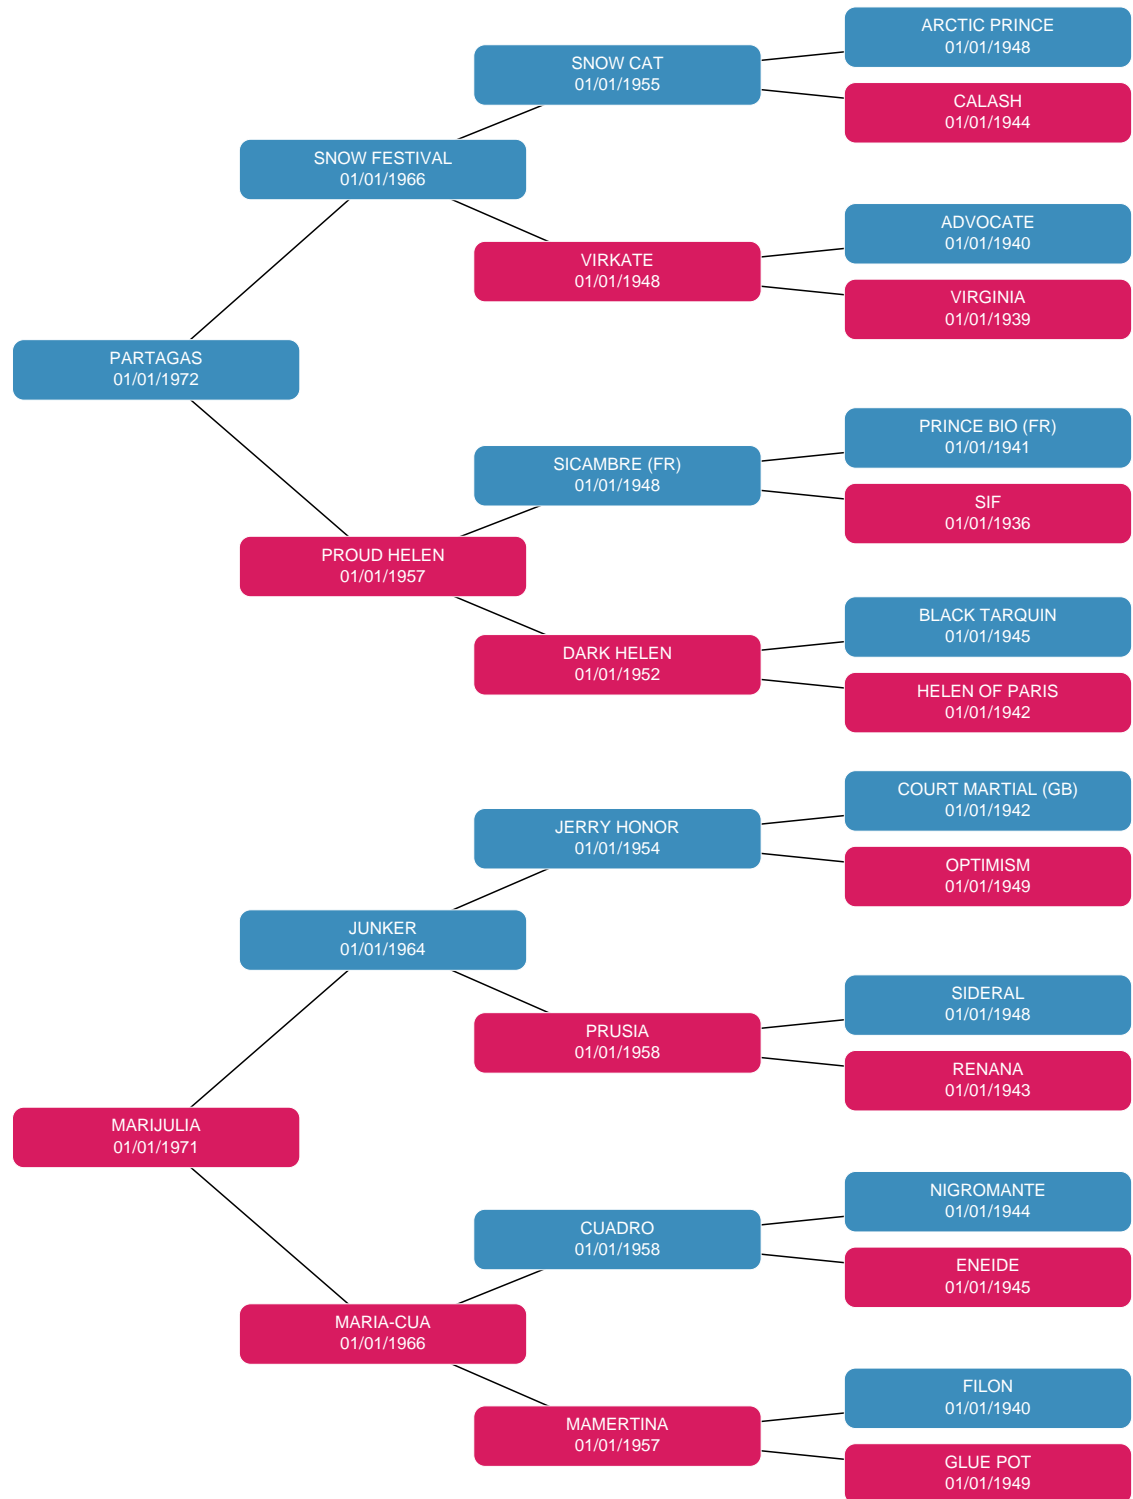 ARCTIC PRINCE
01/01/1948
SNOW CAT
01/01/1955
CALASH
01/01/1944
SNOW FESTIVAL
01/01/1966
ADVOCATE
01/01/1940
VIRKATE
01/01/1948
VIRGINIA
01/01/1939
PARTAGAS
01/01/1972
PRINCE BIO (FR)
01/01/1941
SICAMBRE (FR)
01/01/1948
SIF
01/01/1936
PROUD HELEN
01/01/1957
BLACK TARQUIN
01/01/1945
DARK HELEN
01/01/1952
HELEN OF PARIS
01/01/1942
COURT MARTIAL (GB)
01/01/1942
JERRY HONOR
01/01/1954
OPTIMISM
01/01/1949
JUNKER
01/01/1964
SIDERAL
01/01/1948
PRUSIA
01/01/1958
RENANA
01/01/1943
MARIJULIA
01/01/1971
NIGROMANTE
01/01/1944
CUADRO
01/01/1958
ENEIDE
01/01/1945
MARIA-CUA
01/01/1966
FILON
01/01/1940
MAMERTINA
01/01/1957
GLUE POT
01/01/1949